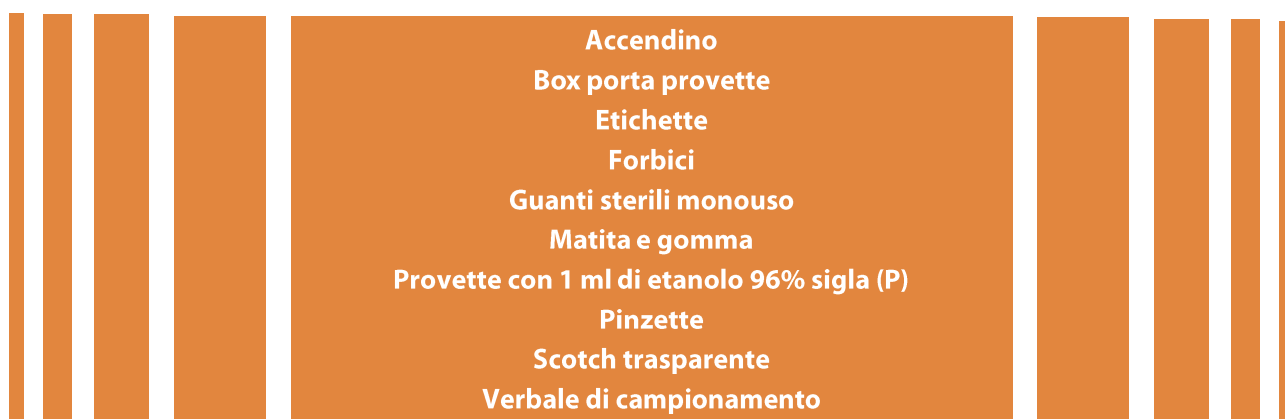 Accendino
Box porta provette
Etichette
Forbici
Guanti sterili monouso
Matita e gomma
Provette con 1 ml di etanolo 96% sigla (P)
Pinzette
Scotch trasparente
Verbale di campionamento